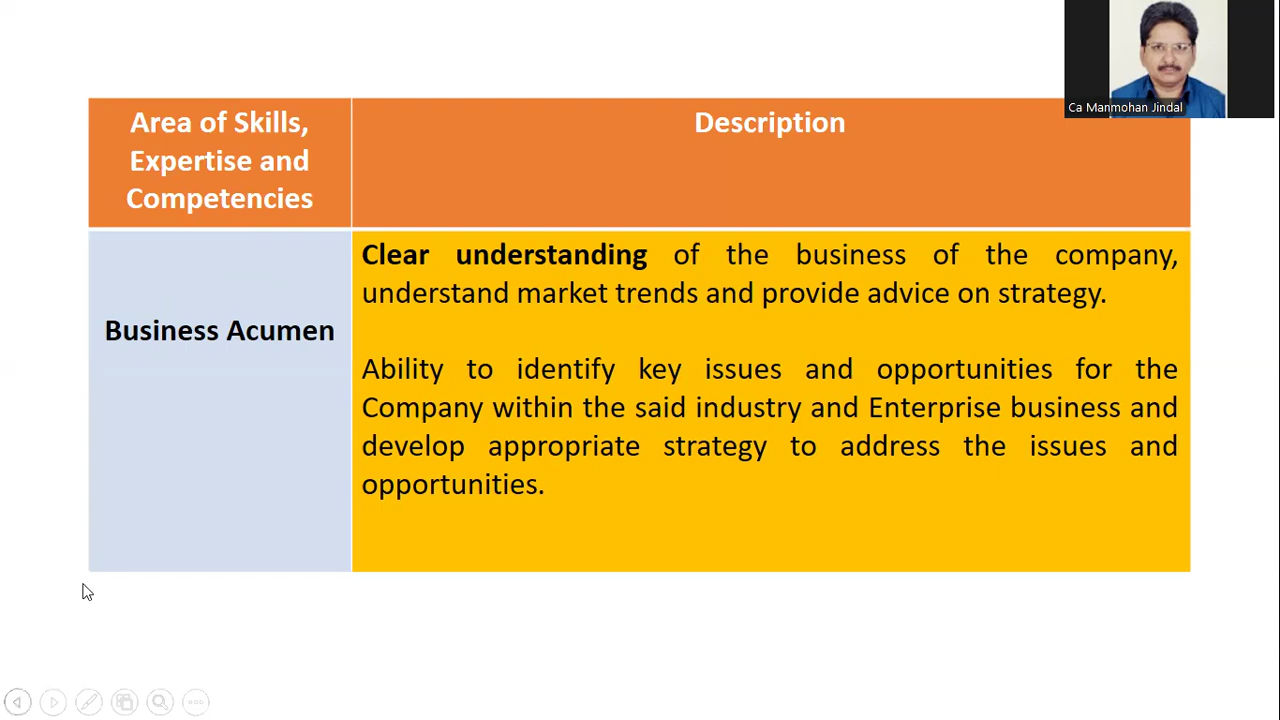 Ca Manmohan Jindal
Area of Skills,
Expertise and
Competencies
Description
Business Acumen
Clear understanding of the business of the company,
understand market trends and provide advice on strategy.
Ability to identify key issues and opportunities for the
Company within the said industry and Enterprise business and
develop appropriate strategy to address the issues and
opportunities.